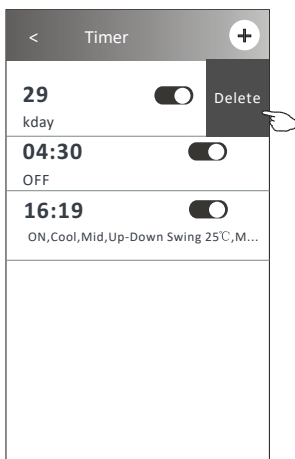 < Timer +
29 Delete
kday
04:30
OFF
16:19
ON,Cool,Mid,Up-Down Swing 25℃,M...